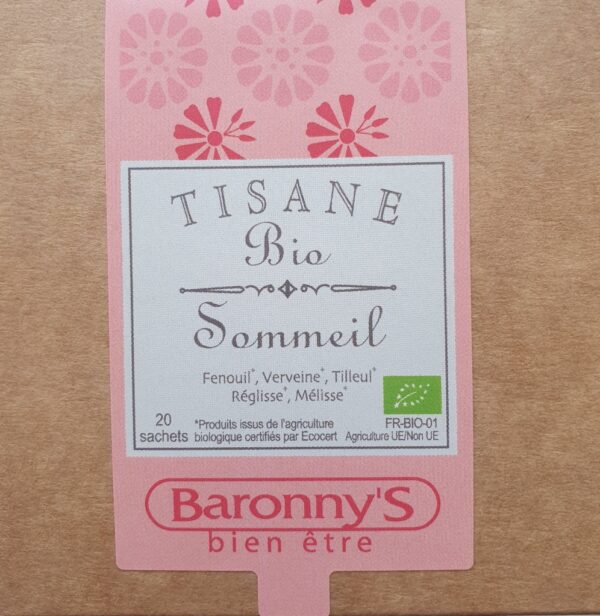 TISANE
Bio
Sommeil
Fenouil*, Verveine*, Tilleul*
Réglisse*, Mélisse*
20
sachets
*Produits issus de l'agriculture
biologique certifiés par Ecocert
FR-BIO-01
Agriculture UE/Non UE
Baronny'S
bien être